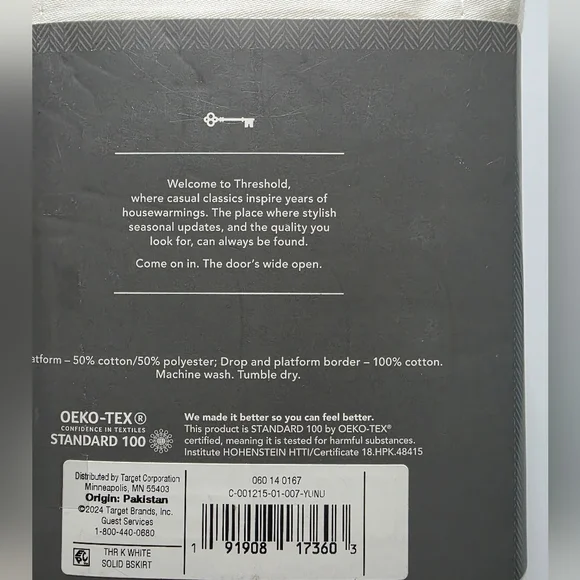 Welcome to Threshold,
where casual classics inspire years of
housewarmings. The place where stylish
seasonal updates, and the quality you
look for, can always be found.
Come on in. The door's wide open.
atform – 50% cotton/50% polyester; Drop and platform border – 100% cotton.
Machine wash. Tumble dry.
OEKO-TEX®
CONFIDENCE IN TEXTILES
STANDARD 100
We made it better so you can feel better.
This product is STANDARD 100 by OEKO-TEX®
certified, meaning it is tested for harmful substances.
Institute HOHENSTEIN HTTI/Certificate 18.HPK.48415
Distributed by Target Corporation
Minneapolis, MN 55403
Origin: Pakistan
©2024 Target Brands, Inc.
Guest Services
1-800-440-0680
THR K WHITE
SOLID BSKIRT
060 14 0167
C-001215-01-007-YUNU
1 91908 17360 3